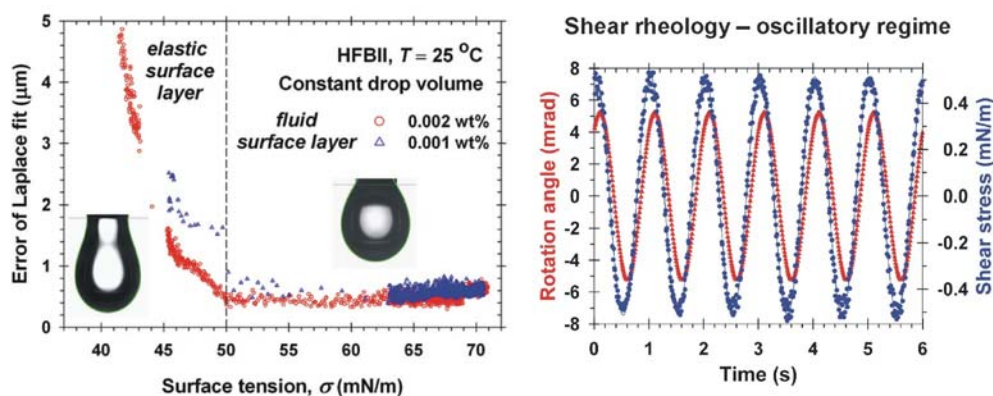 Error of Laplace fit (μm)
5
4
3
2
1
0
elastic
surface
layer
HFBII, T = 25 °C
Constant drop volume
fluid
surface layer
0.002 wt%
0.001 wt%
40 45 50 55 60 65 70
Surface tension, σ (mN/m)
Shear rheology – oscillatory regime
Rotation angle (mrad)
8
6
4
2
0
-2
-4
-6
-8
0.4
0.2
0.0
-0.2
-0.4
Shear stress (mN/m)
0 1 2 3 4 5 6
Time (s)